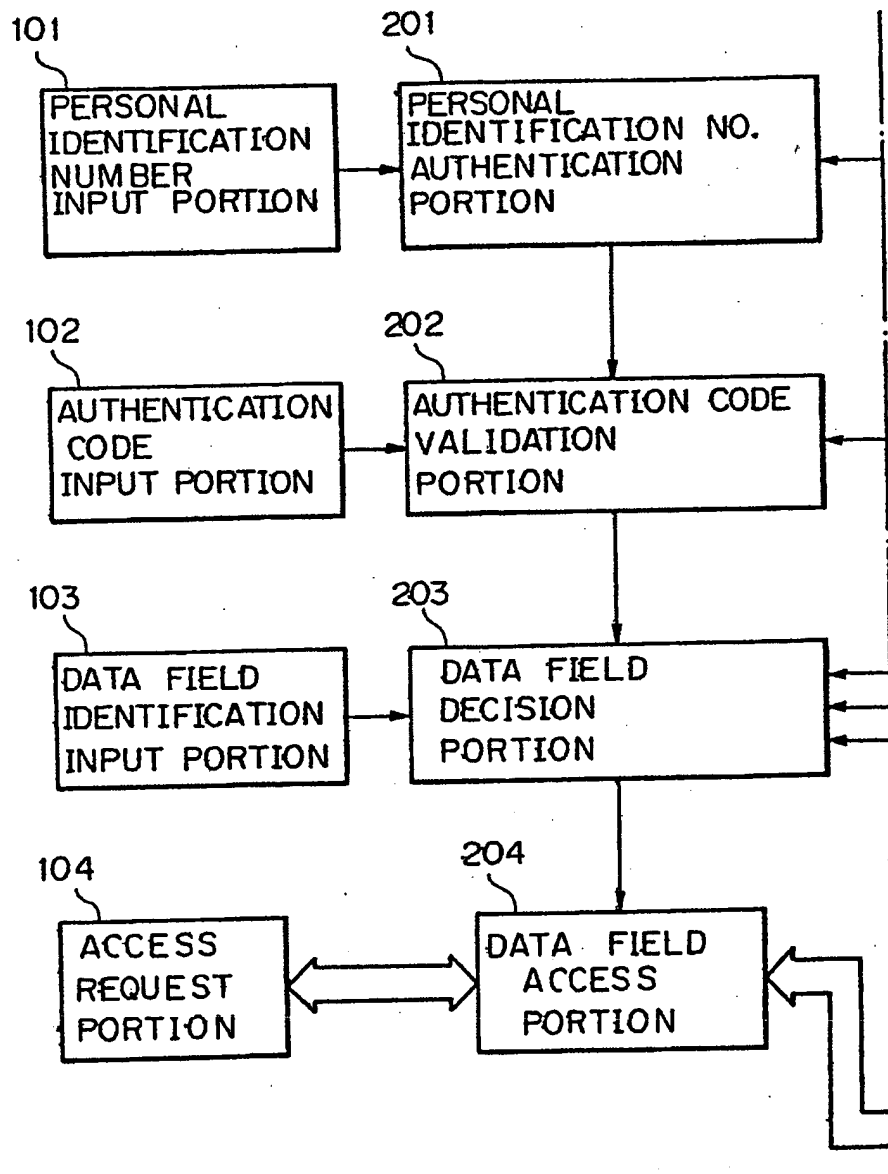 101
PERSONAL
IDENTIFICATION
NUMBER
INPUT PORTION
201
PERSONAL
IDENTIFICATION NO.
AUTHENTICATION
PORTION
102
AUTHENTICATION
CODE
INPUT PORTION
202
AUTHENTICATION CODE
VALIDATION
PORTION
103
DATA FIELD
IDENTIFICATION
INPUT PORTION
203
DATA FIELD
DECISION
PORTION
104
ACCESS
REQUEST
PORTION
204
DATA FIELD
ACCESS
PORTION